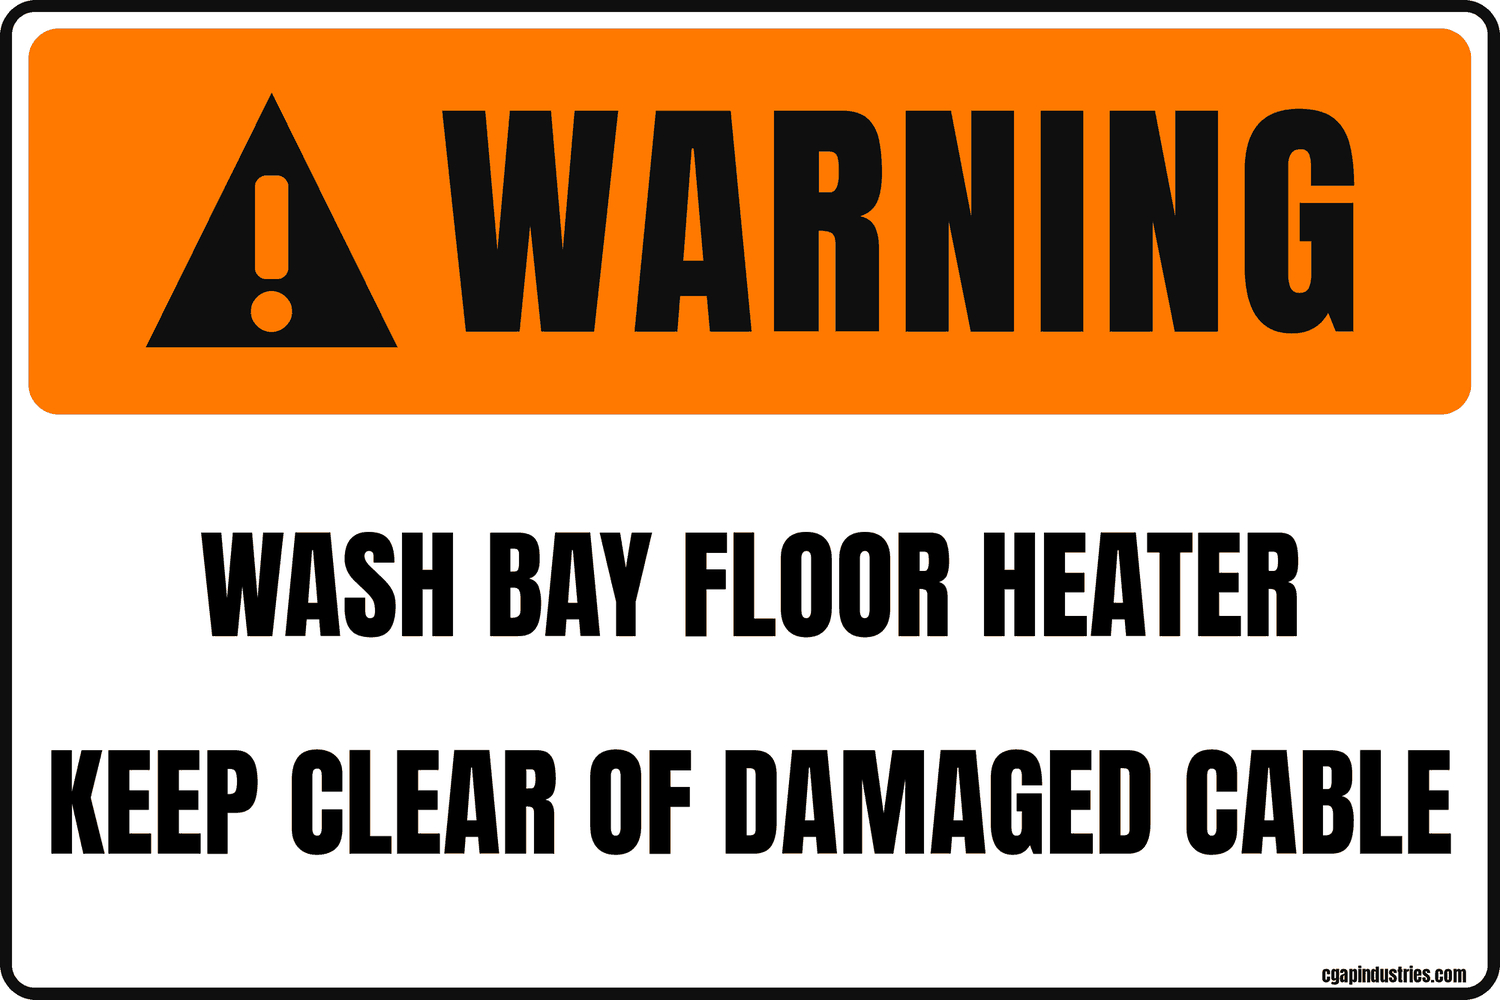 WARNING
WASH BAY FLOOR HEATER
KEEP CLEAR OF DAMAGED CABLE
cgapindustries.com